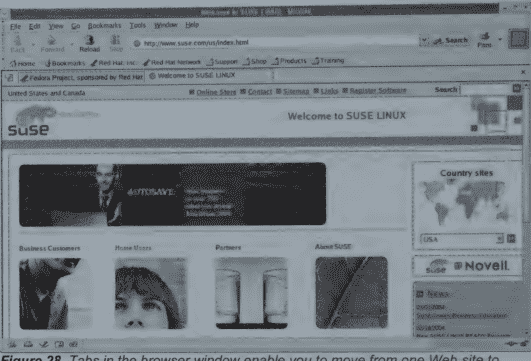 Welcome to SUSE LINUX - Mozilla
File Edit View Go Bookmarks Tools Window Help
Back Forward Reload Stop http://www.suse.com/us/index.html Search Print
Home Bookmarks Red Hat, Inc. Red Hat Network Support Shop Products Training
Fedora Project, sponsored by Red Hat Welcome to SUSE LINUX
United States and Canada Online Store Contact Sitemap Links Register Software Search
suse Welcome to SUSE LINUX
AUTOSAVE
Country sites
USA
Business Customers Home Users Partners About SUSE
suse Novell
News
Figure 28 Tabs in the browser window enable you to move from one Web site to